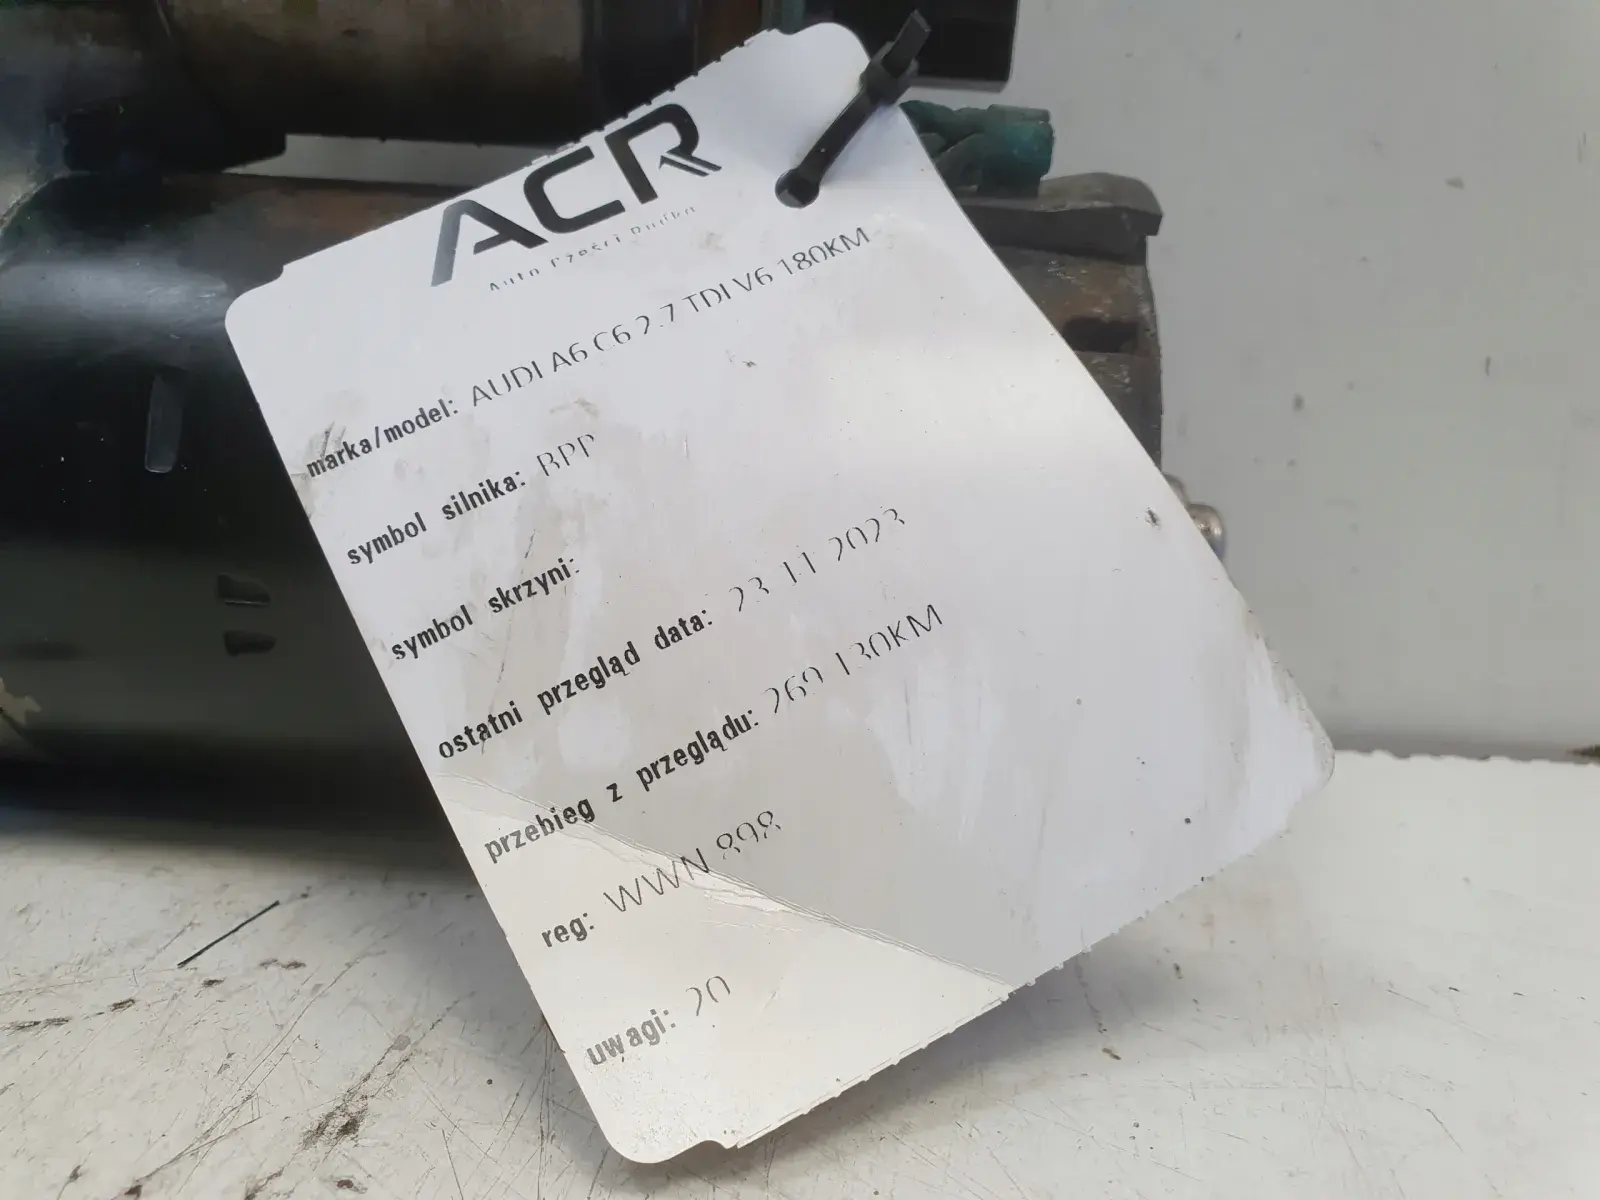 ACR
Auto Części Rudka
marka/model: AUDI A6 C6 2.7 TDI V6 180KM
symbol silnika: BPP
symbol skrzyni:
ostatni przegląd data: 23 11 2023
przebieg z przeglądu: 269 130KM
reg: WWN 898
uwagi: 20